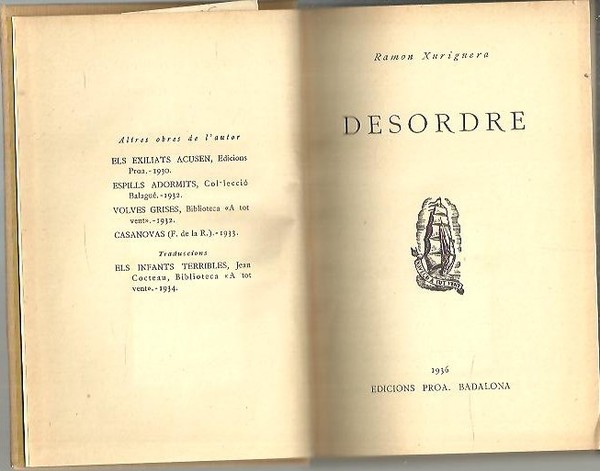 Altres obres de l'autor
ELS EXILIATS ACUSEN, Edicions
Proa.-1930.
ESPILLS ADORMITS, Col·lecció
Balagué.-1932.
VOLVES GRISES, Biblioteca «A tot
vent».-1932.
CASANOVAS (F. de la R.).-1933.
Traduccions
ELS INFANTS TERRIBLES, Jean
Cocteau, Biblioteca «A tot
vent».-1934.
Ramon Xuriguera
DESORDRE
1936
EDICIONS PROA. BADALONA